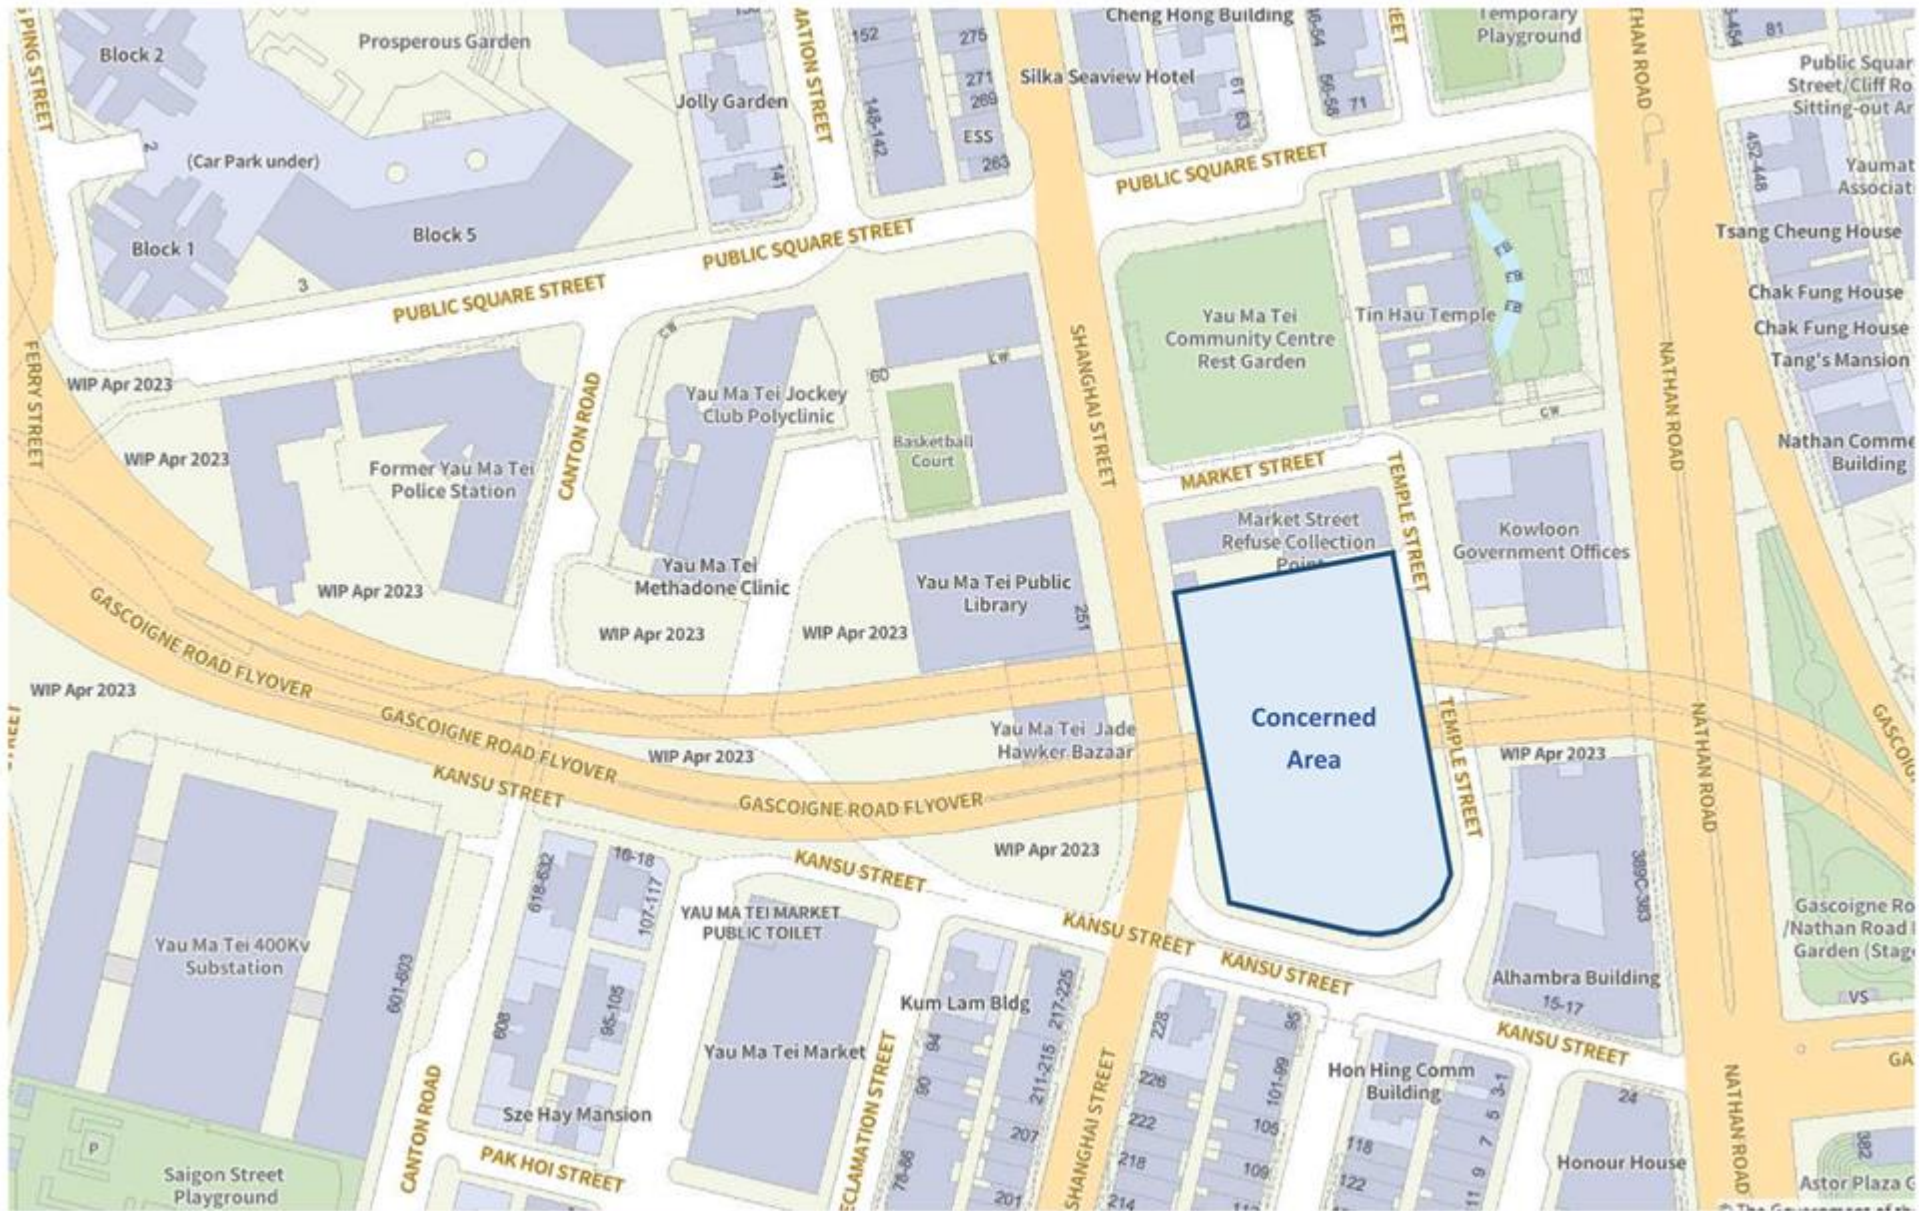 Block 2
Prosperous Garden
Cheng Hong Building
Temporary
Playground
81
152
275
271
269
ESS
263
148-142
Silka Seaview Hotel
61
63
56-58
71
Public Squar
Street/Cliff Ro
Sitting-out Ar
Jolly Garden
141
2
(Car Park under)
Block 1
Block 5
3
PUBLIC SQUARE STREET
PUBLIC SQUARE STREET
PUBLIC SQUARE STREET
452-448
Yaumat
Associat
Tsang Cheung House
Chak Fung House
Chak Fung House
Tang's Mansion
Nathan Comme
Building
NATHAN ROAD
FERRY STREET
WIP Apr 2023
WIP Apr 2023
Former Yau Ma Tei
Police Station
WIP Apr 2023
CANTON ROAD
CW
Yau Ma Tei Jockey
Club Polyclinic
60
Basketball
Court
SHANGHAI STREET
Yau Ma Tei
Community Centre
Rest Garden
Tin Hau Temple
CW
MARKET STREET
TEMPLE STREET
Market Street
Refuse Collection
Point
Kowloon
Government Offices
Yau Ma Tei
Methadone Clinic
WIP Apr 2023
WIP Apr 2023
Yau Ma Tei Public
Library
251
GASCOIGNE ROAD FLYOVER
GASCOIGNE ROAD FLYOVER
GASCOIGNE ROAD FLYOVER
WIP Apr 2023
WIP Apr 2023
Yau Ma Tei Jade
Hawker Bazaar
Concerned
Area
TEMPLE STREET
WIP Apr 2023
NATHAN ROAD
KANSU STREET
KANSU STREET
WIP Apr 2023
KANSU STREET
KANSU STREET
KANSU STREET
618-632
16-18
107-117
YAU MA TEI MARKET
PUBLIC TOILET
389C-383
Gascoigne Ro
/Nathan Road
Garden (Stag
VS
Yau Ma Tei 400Kv
Substation
601-603
608
95-105
Yau Ma Tei Market
Kum Lam Bldg
94
90
217-225
211-215
207
201
78-86
228
226
222
218
214
95
101-99
105
109
Alhambra Building
15-17
Hon Hing Comm
Building
3-1
5
7
9
11
118
122
24
Honour House
NATHAN ROAD
382
Astor Plaza
CANTON ROAD
Sze Hay Mansion
PAK HOI STREET
SHANGHAI STREET
P
Saigon Street
Playground